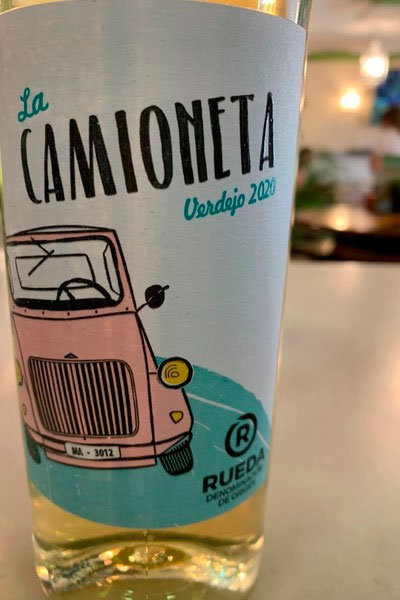 La
CAMIONETA
Verdejo 2020
MA - 3012
R
RUEDA
DENOMINACIÓN
DE ORIGEN